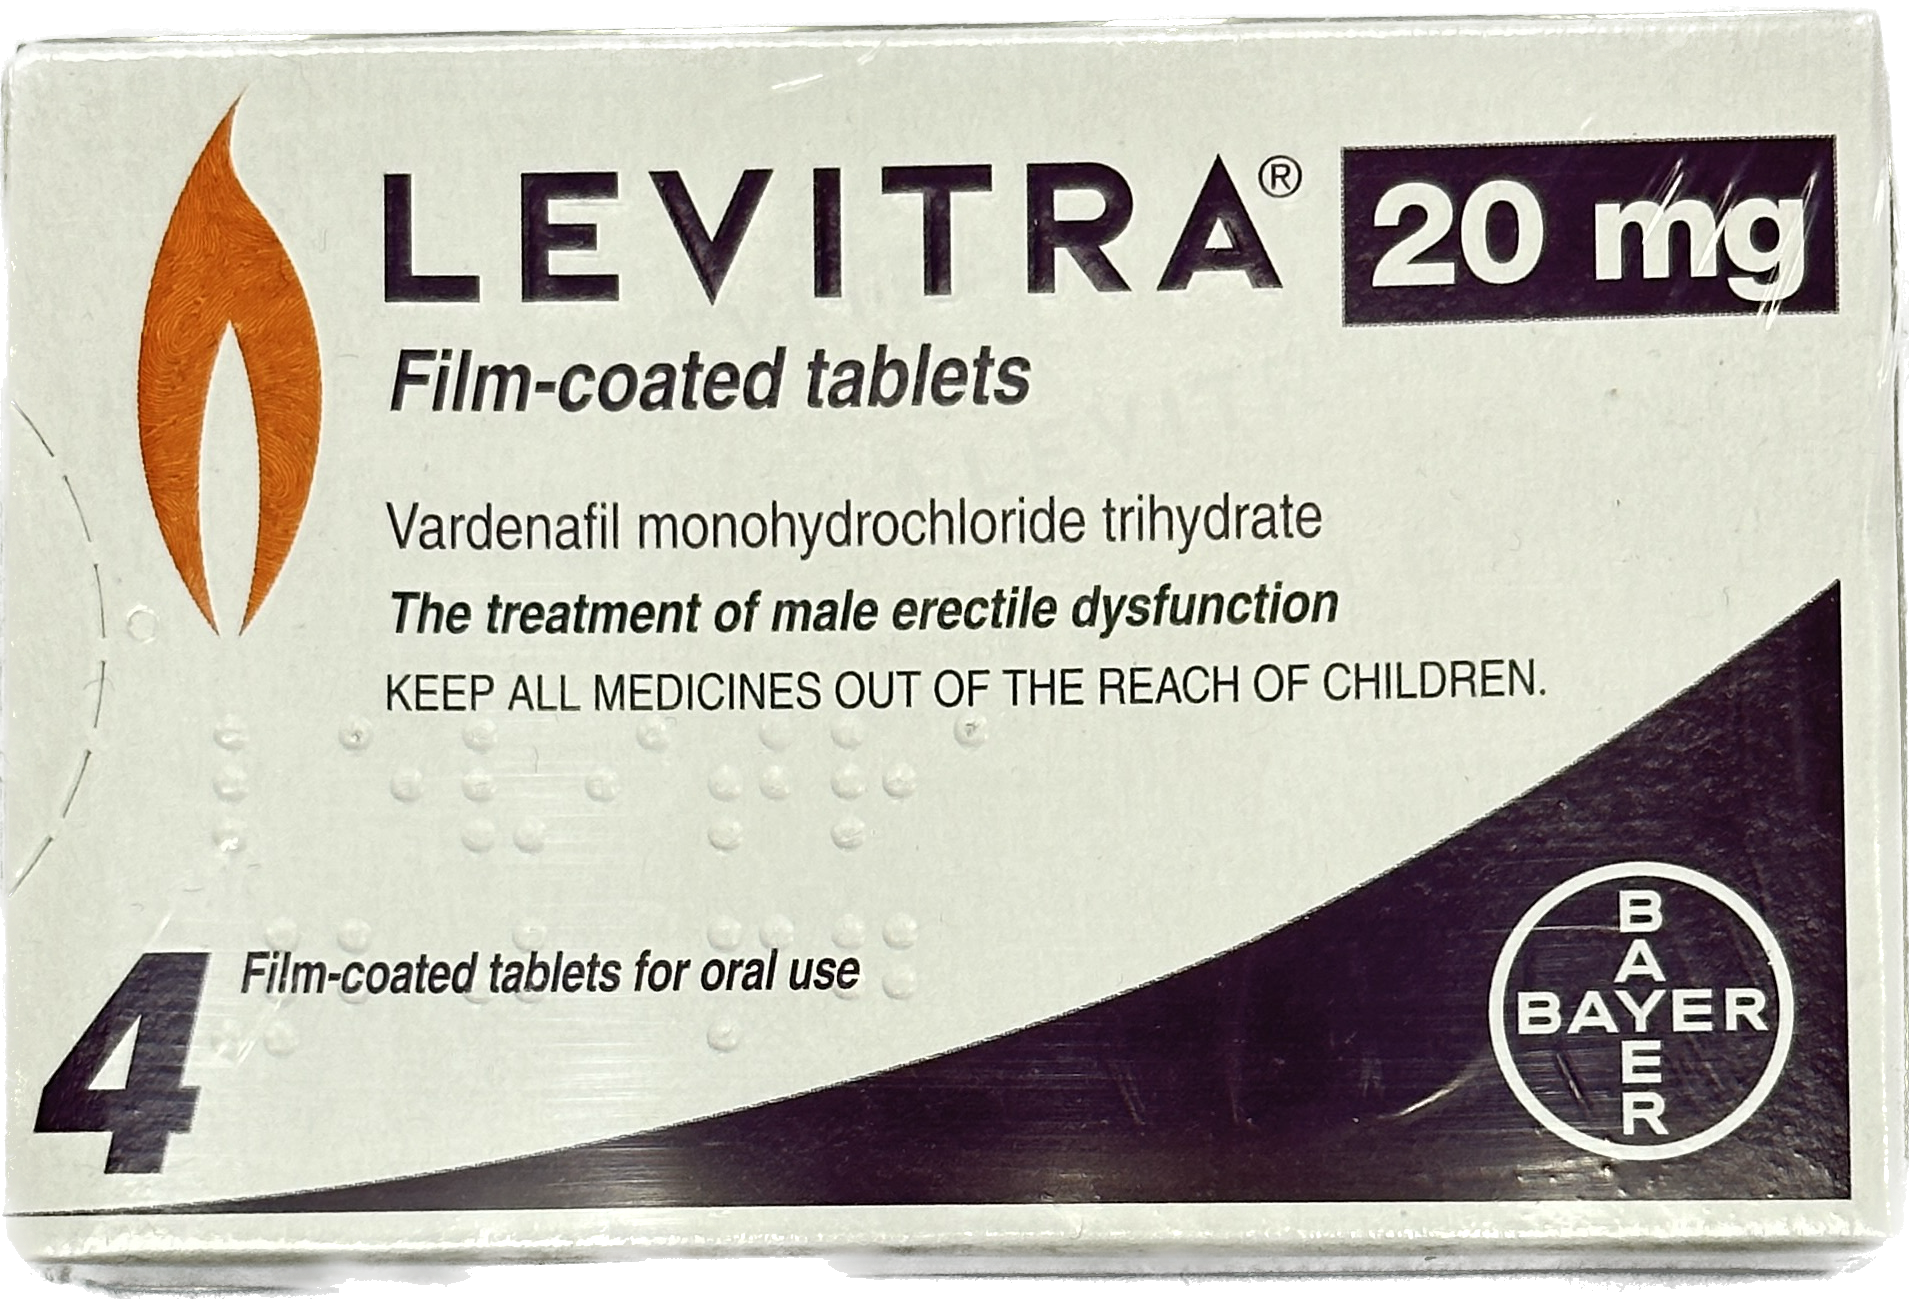 LEVITRA® 20 mg
Film-coated tablets
Vardenafil monohydrochloride trihydrate
The treatment of male erectile dysfunction
KEEP ALL MEDICINES OUT OF THE REACH OF CHILDREN.
4 Film-coated tablets for oral use
BAYER
BAYER